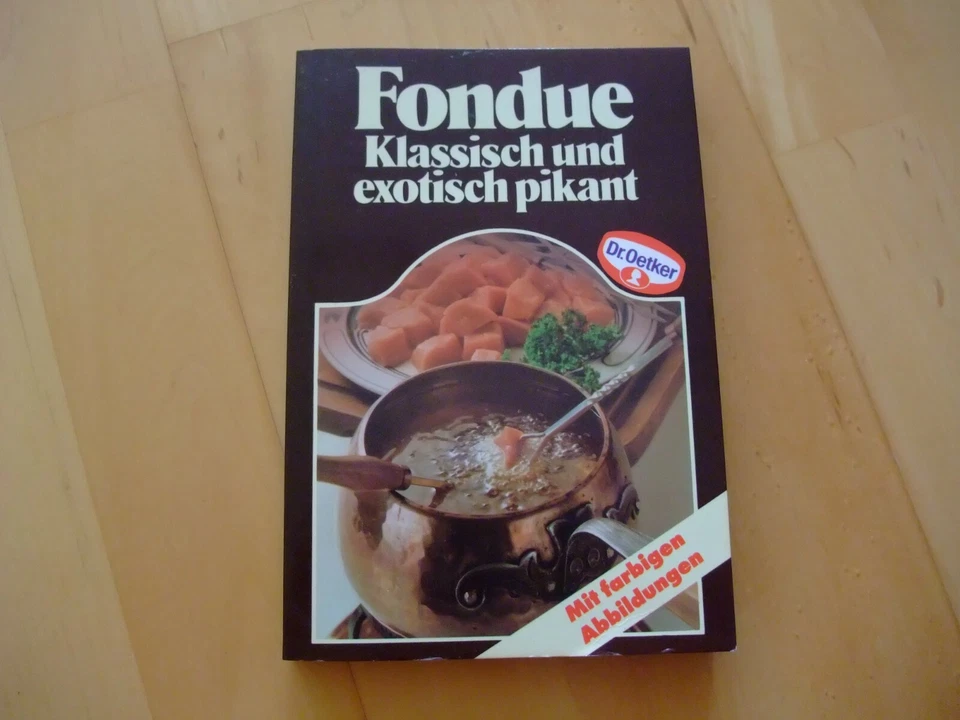 Fondue
Klassisch und
exotisch pikant
Dr. Oetker
Mit farbigen
Abbildungen